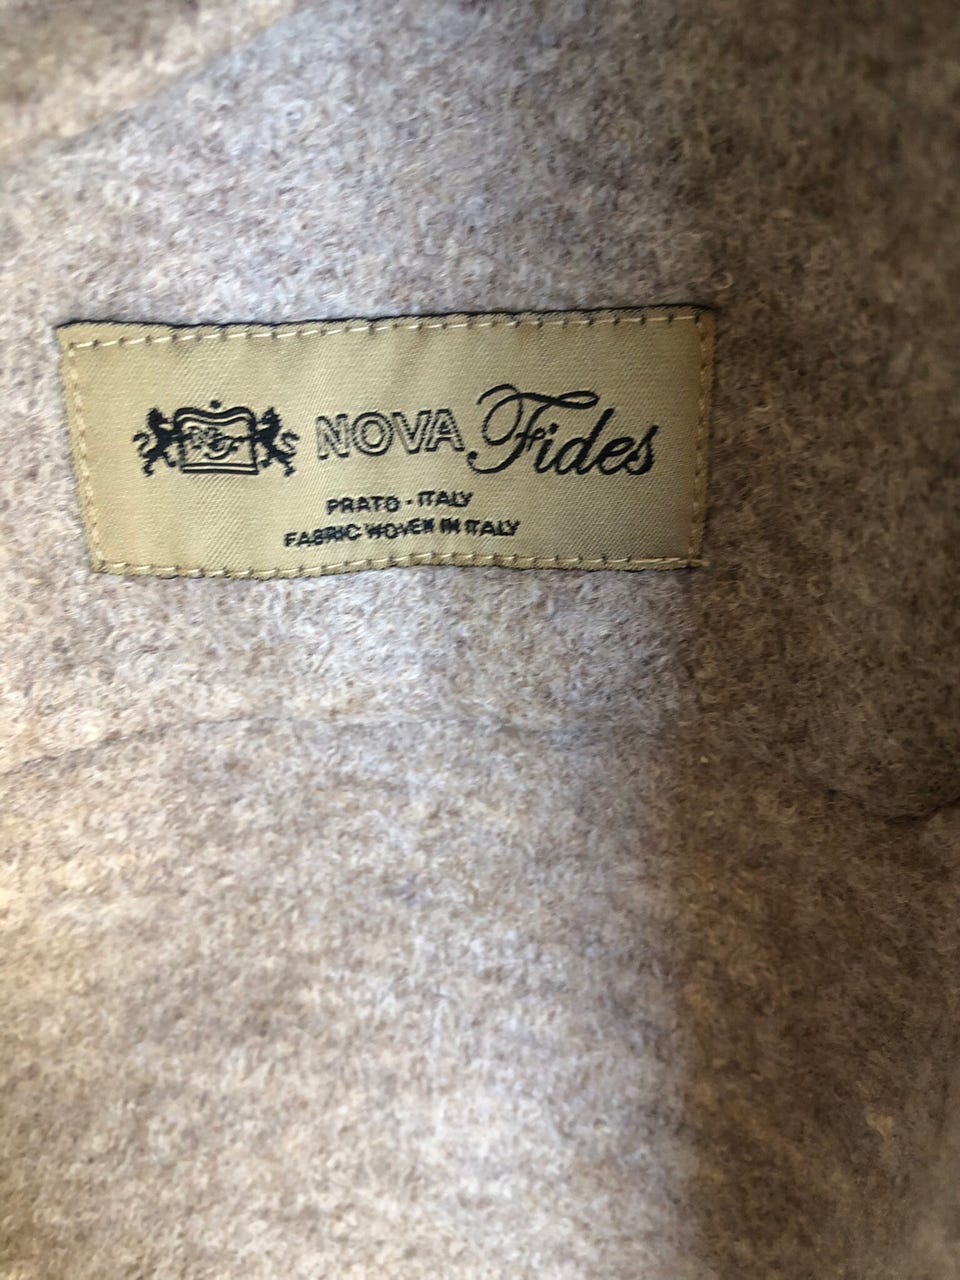 NOVA Fides
PRATO - ITALY
FABRIC WOVEN IN ITALY